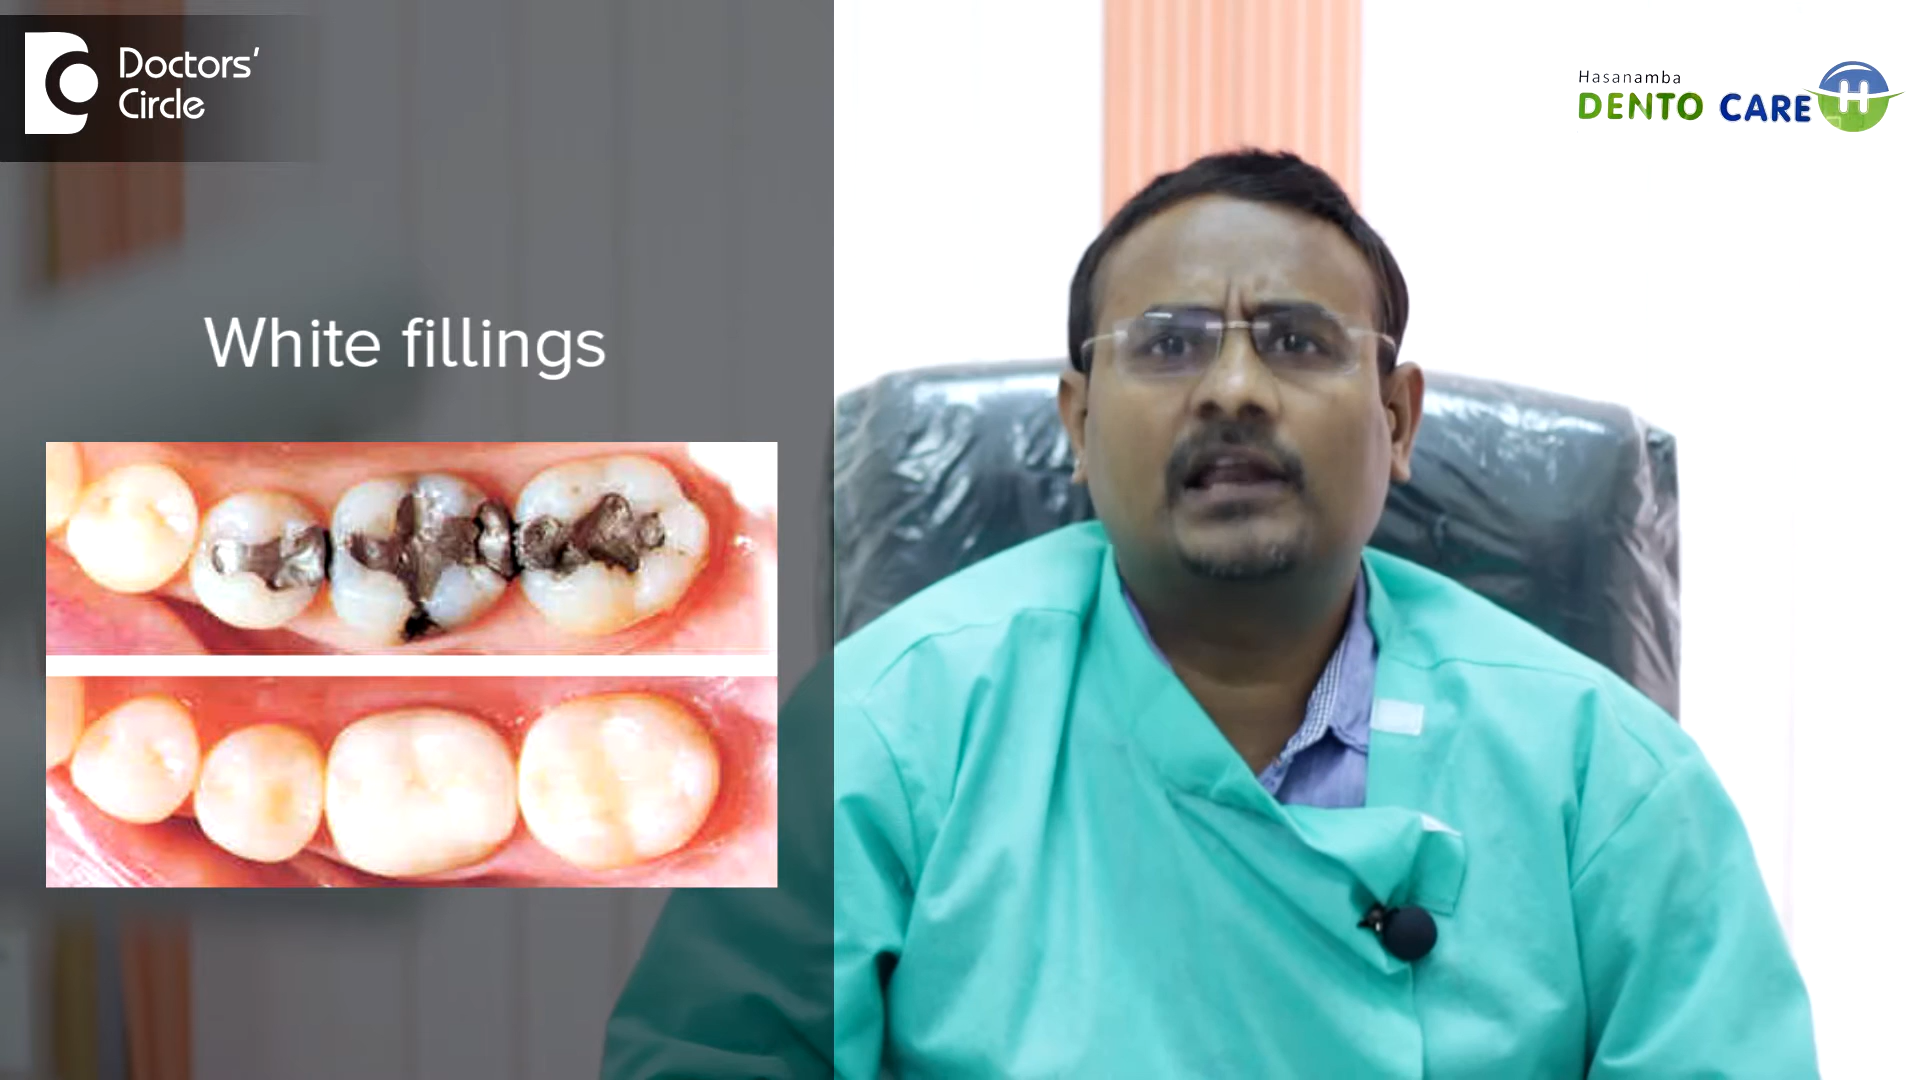 Doctors'
Circle
Hasanamba
DENTO CARE H
White fillings